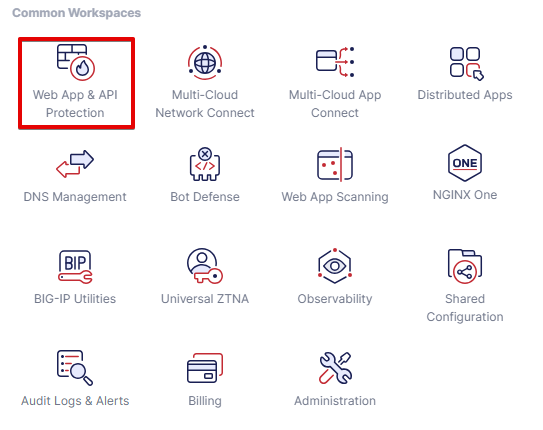 Common Workspaces
Web App & API
Protection
Multi-Cloud
Network Connect
Multi-Cloud App
Connect
Distributed Apps
DNS Management
Bot Defense
Web App Scanning
ONE
NGINX One
BIP
BIG-IP Utilities
Universal ZTNA
Observability
Shared
Configuration
Audit Logs & Alerts
Billing
Administration